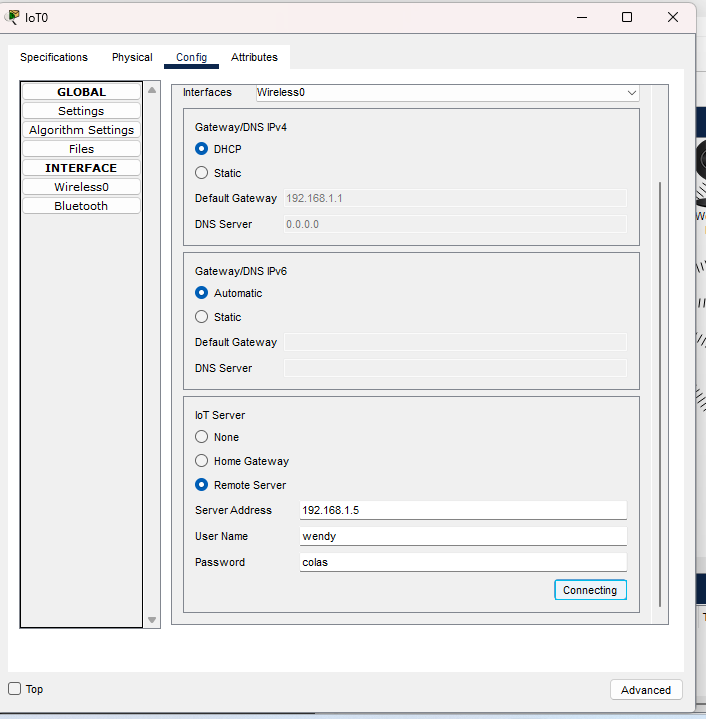 IoT0
Specifications Physical Config Attributes
GLOBAL
Settings
Algorithm Settings
Files
INTERFACE
Wireless0
Bluetooth
Interfaces Wireless0
Gateway/DNS IPv4
DHCP
Static
Default Gateway 192.168.1.1
DNS Server 0.0.0.0
Gateway/DNS IPv6
Automatic
Static
Default Gateway
DNS Server
IoT Server
None
Home Gateway
Remote Server
Server Address 192.168.1.5
User Name wendy
Password colas
Connecting
Top
Advanced